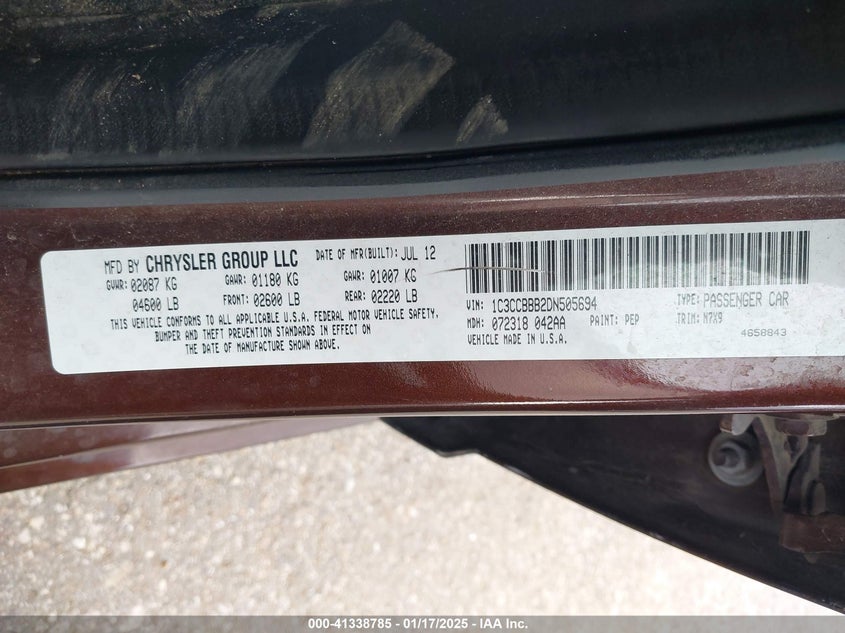 MFD BY CHRYSLER GROUP LLC DATE OF MFR(BUILT): JUL 12
GVWR: 02087 KG GAWR: 01180 KG GAWR: 01007 KG
04600 LB FRONT: 02600 LB REAR: 02220 LB
THIS VEHICLE CONFORMS TO ALL APPLICABLE U.S.A. FEDERAL MOTOR VEHICLE SAFETY,
BUMPER AND THEFT PREVENTION STANDARDS IN EFFECT ON
THE DATE OF MANUFACTURE SHOWN ABOVE.
VIN: 1C3CCBBB2DN505694 TYPE: PASSENGER CAR
MDH: 072318 042AA PAINT: PEP TRIM: N7X9
VEHICLE MADE IN U.S.A. 4658843
000-41338785 - 01/17/2025 - IAA Inc.